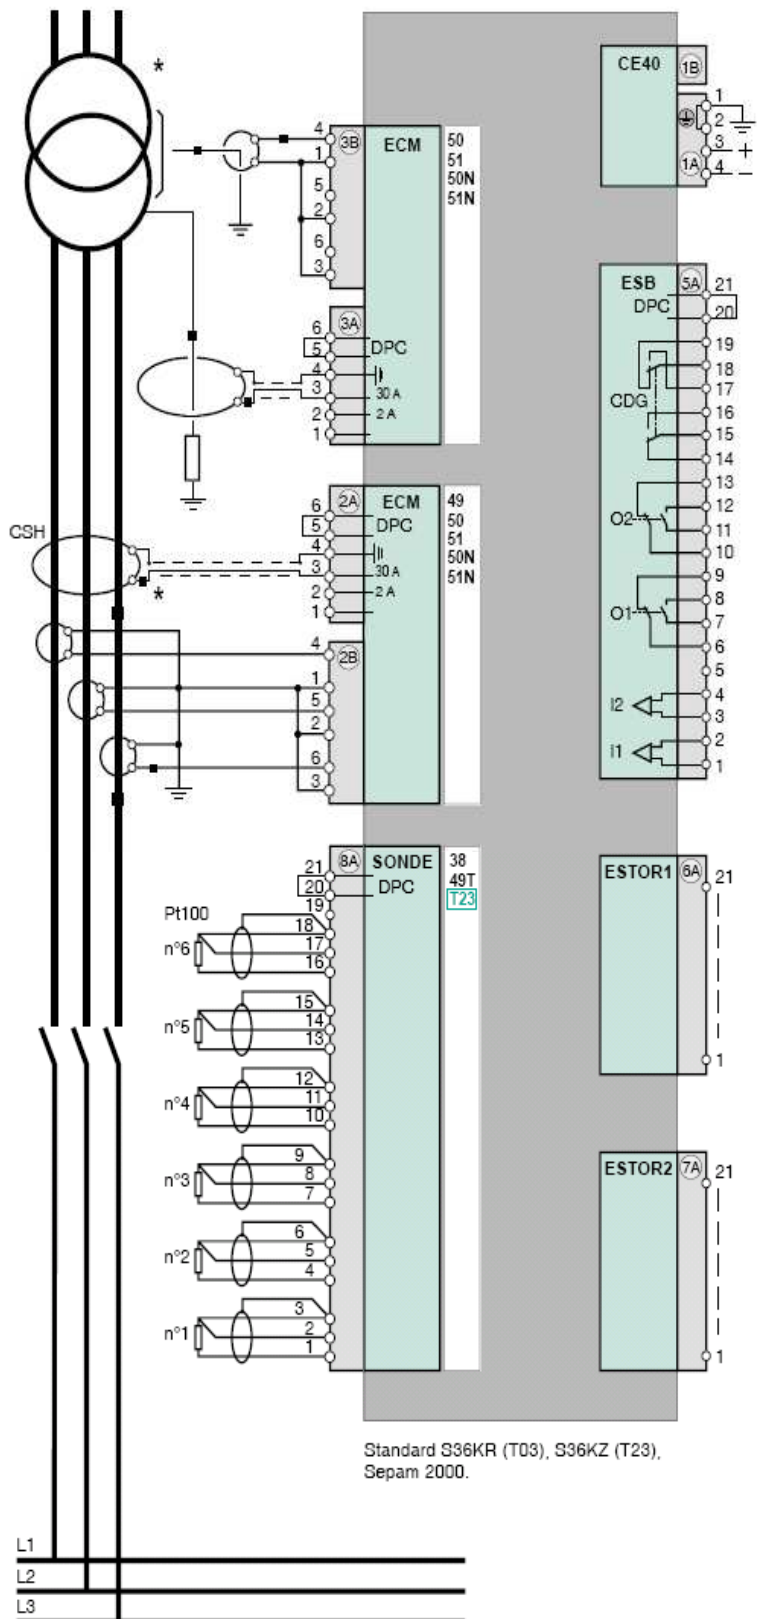 *
4
1
5
2
6
3
3B
ECM
50
51
50N
51N
6
5
4
3
2
1
3A
DPC
30 A
2 A
CSH
*
6
5
4
3
2
1
2A
ECM
DPC
30 A
2 A
49
50
51
50N
51N
4
1
5
2
6
3
2B
8A
SONDE
DPC
38
49T
T23
21
20
19
Pt100
18
n°6
17
16
15
n°5
14
13
12
n°4
11
10
9
n°3
8
7
6
n°2
5
4
3
n°1
2
1
CE40
1B
1
2
3 +
1A
4 -
ESB
5A
DPC
21
20
19
18
CDG
17
16
15
14
13
12
O2
11
10
9
8
O1
7
6
5
4
I2
3
2
I1
1
ESTOR1
6A
21
1
ESTOR2
7A
21
1
Standard S36KR (T03), S36KZ (T23),
Sepam 2000.
L1
L2
L3